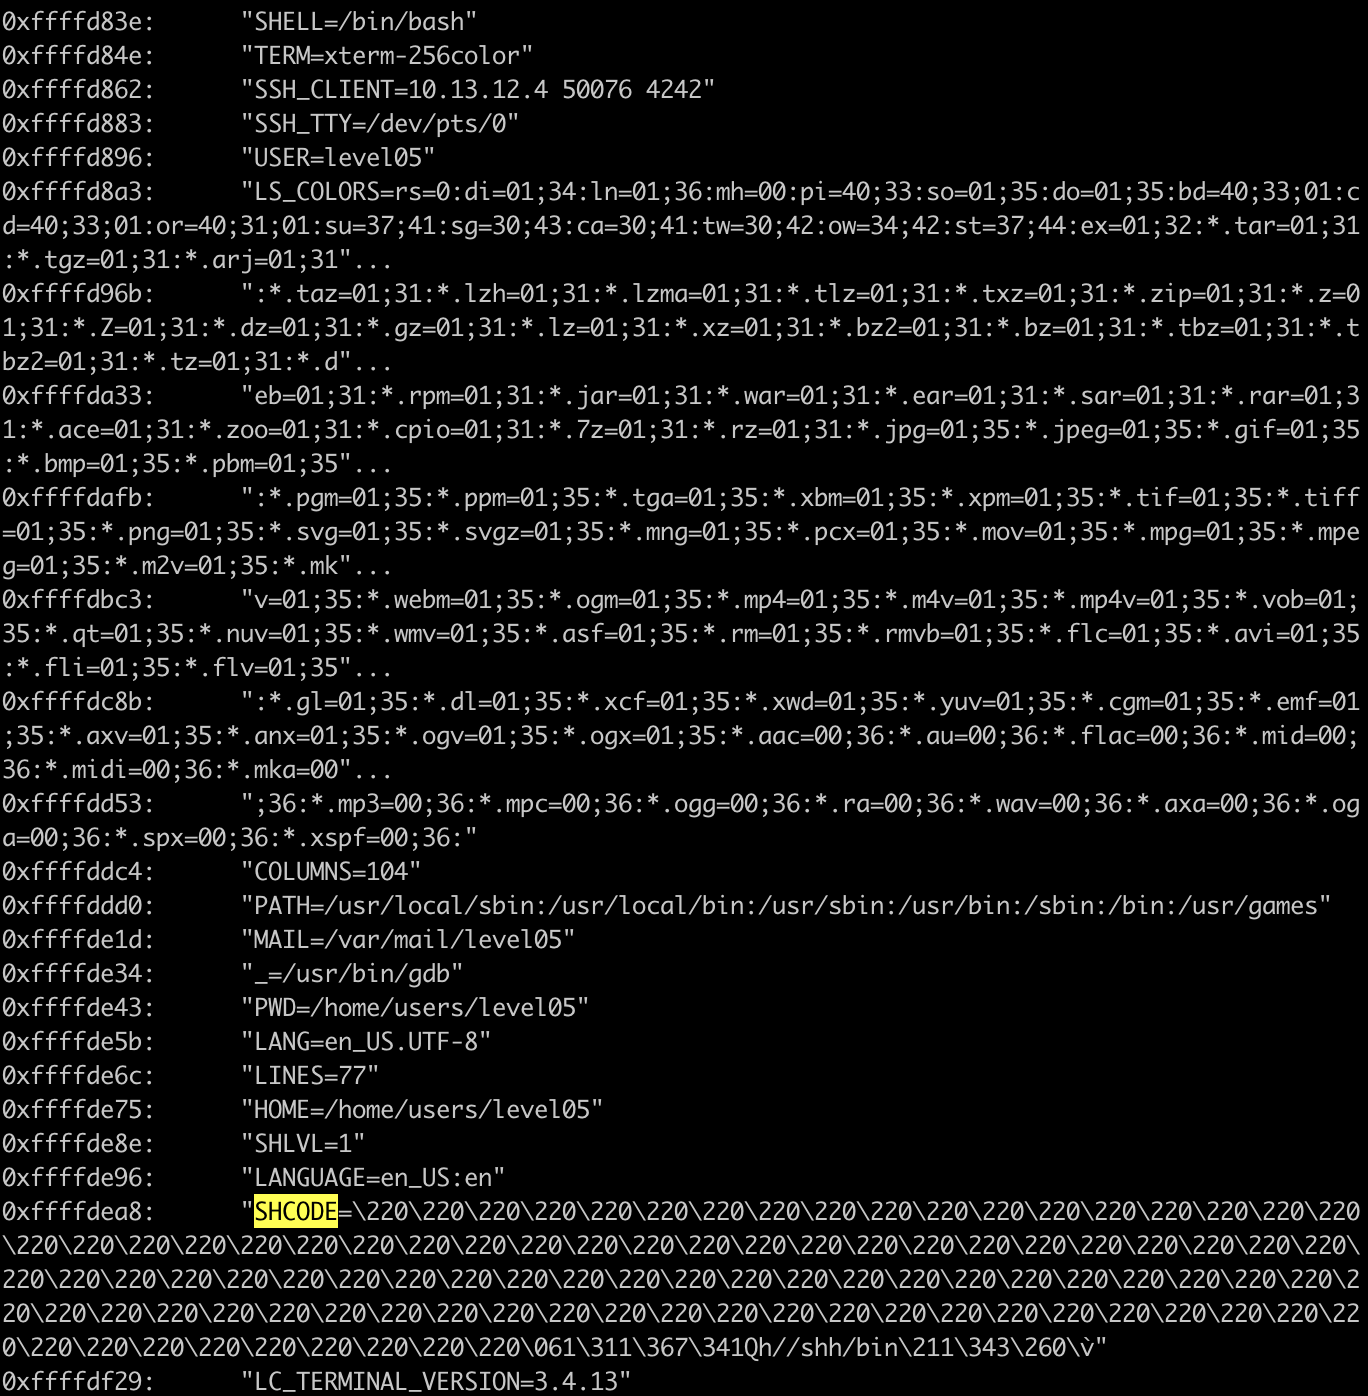 0xffffd83e:      "SHELL=/bin/bash"
0xffffd84e:      "TERM=xterm-256color"
0xffffd862:      "SSH_CLIENT=10.13.12.4 50076 4242"
0xffffd883:      "SSH_TTY=/dev/pts/0"
0xffffd896:      "USER=level05"
0xffffd8a3:      "LS_COLORS=rs=0:di=01;34:ln=01;36:mh=00:pi=40;33:so=01;35:do=01;35:bd=40;33;01:c
d=40;33;01:or=40;31;01:su=37;41:sg=30;43:ca=30;41:tw=30;42:ow=34;42:st=37;44:ex=01;32:*.tar=01;31
:*.tgz=01;31:*.arj=01;31"...
0xffffd96b:      ":*.taz=01;31:*.lzh=01;31:*.lzma=01;31:*.tlz=01;31:*.txz=01;31:*.zip=01;31:*.z=0
1;31:*.Z=01;31:*.dz=01;31:*.gz=01;31:*.lz=01;31:*.xz=01;31:*.bz2=01;31:*.bz=01;31:*.tbz=01;31:*.t
bz2=01;31:*.tz=01;31:*.d"...
0xffffda33:      "eb=01;31:*.rpm=01;31:*.jar=01;31:*.war=01;31:*.ear=01;31:*.sar=01;31:*.rar=01;3
1:*.ace=01;31:*.zoo=01;31:*.cpio=01;31:*.7z=01;31:*.rz=01;31:*.jpg=01;35:*.jpeg=01;35:*.gif=01;35
:*.bmp=01;35:*.pbm=01;35"...
0xffffdafb:      ":*.pgm=01;35:*.ppm=01;35:*.tga=01;35:*.xbm=01;35:*.xpm=01;35:*.tif=01;35:*.tiff
=01;35:*.png=01;35:*.svg=01;35:*.svgz=01;35:*.mng=01;35:*.pcx=01;35:*.mov=01;35:*.mpg=01;35:*.mpe
g=01;35:*.m2v=01;35:*.mk"...
0xffffdbc3:      "v=01;35:*.webm=01;35:*.ogm=01;35:*.mp4=01;35:*.m4v=01;35:*.mp4v=01;35:*.vob=01;
35:*.qt=01;35:*.nuv=01;35:*.wmv=01;35:*.asf=01;35:*.rm=01;35:*.rmvb=01;35:*.flc=01;35:*.avi=01;35
:*.fli=01;35:*.flv=01;35"...
0xffffdc8b:      ":*.gl=01;35:*.dl=01;35:*.xcf=01;35:*.xwd=01;35:*.yuv=01;35:*.cgm=01;35:*.emf=01
;35:*.axv=01;35:*.anx=01;35:*.ogv=01;35:*.ogx=01;35:*.aac=00;36:*.au=00;36:*.flac=00;36:*.mid=00;
36:*.midi=00;36:*.mka=00"...
0xffffdd53:      ";36:*.mp3=00;36:*.mpc=00;36:*.ogg=00;36:*.ra=00;36:*.wav=00;36:*.axa=00;36:*.og
a=00;36:*.spx=00;36:*.xspf=00;36:"
0xffffddc4:      "COLUMNS=104"
0xffffddd0:      "PATH=/usr/local/sbin:/usr/local/bin:/usr/sbin:/usr/bin:/sbin:/bin:/usr/games"
0xffffde1d:      "MAIL=/var/mail/level05"
0xffffde34:      "_=/usr/bin/gdb"
0xffffde43:      "PWD=/home/users/level05"
0xffffde5b:      "LANG=en_US.UTF-8"
0xffffde6c:      "LINES=77"
0xffffde75:      "HOME=/home/users/level05"
0xffffde8e:      "SHLVL=1"
0xffffde96:      "LANGUAGE=en_US:en"
0xffffdea8:      "SHCODE=\220\220\220\220\220\220\220\220\220\220\220\220\220\220\220\220\220\220
\220\220\220\220\220\220\220\220\220\220\220\220\220\220\220\220\220\220\220\220\220\220\220\220\
220\220\220\220\220\220\220\220\220\220\220\220\220\220\220\220\220\220\220\220\220\220\220\220\2
20\220\220\220\220\220\220\220\220\220\220\220\220\220\220\220\220\220\220\220\220\220\220\220\22
0\220\220\220\220\220\220\220\220\220\061\311\367\341Qh//shh/bin\211\343\260\v̀"
0xffffdf29:      "LC_TERMINAL_VERSION=3.4.13"